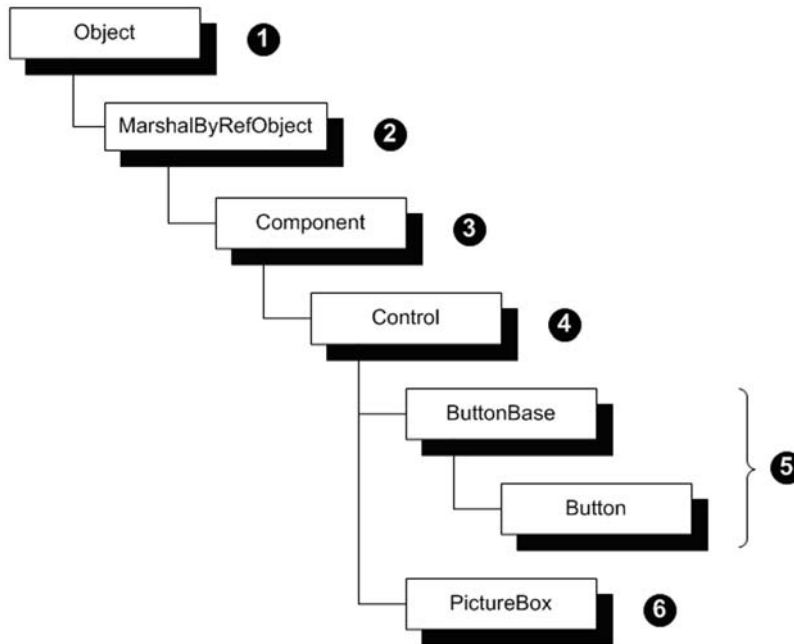 Object
1
MarshalByRefObject
2
Component
3
Control
4
ButtonBase
5
Button
PictureBox
6